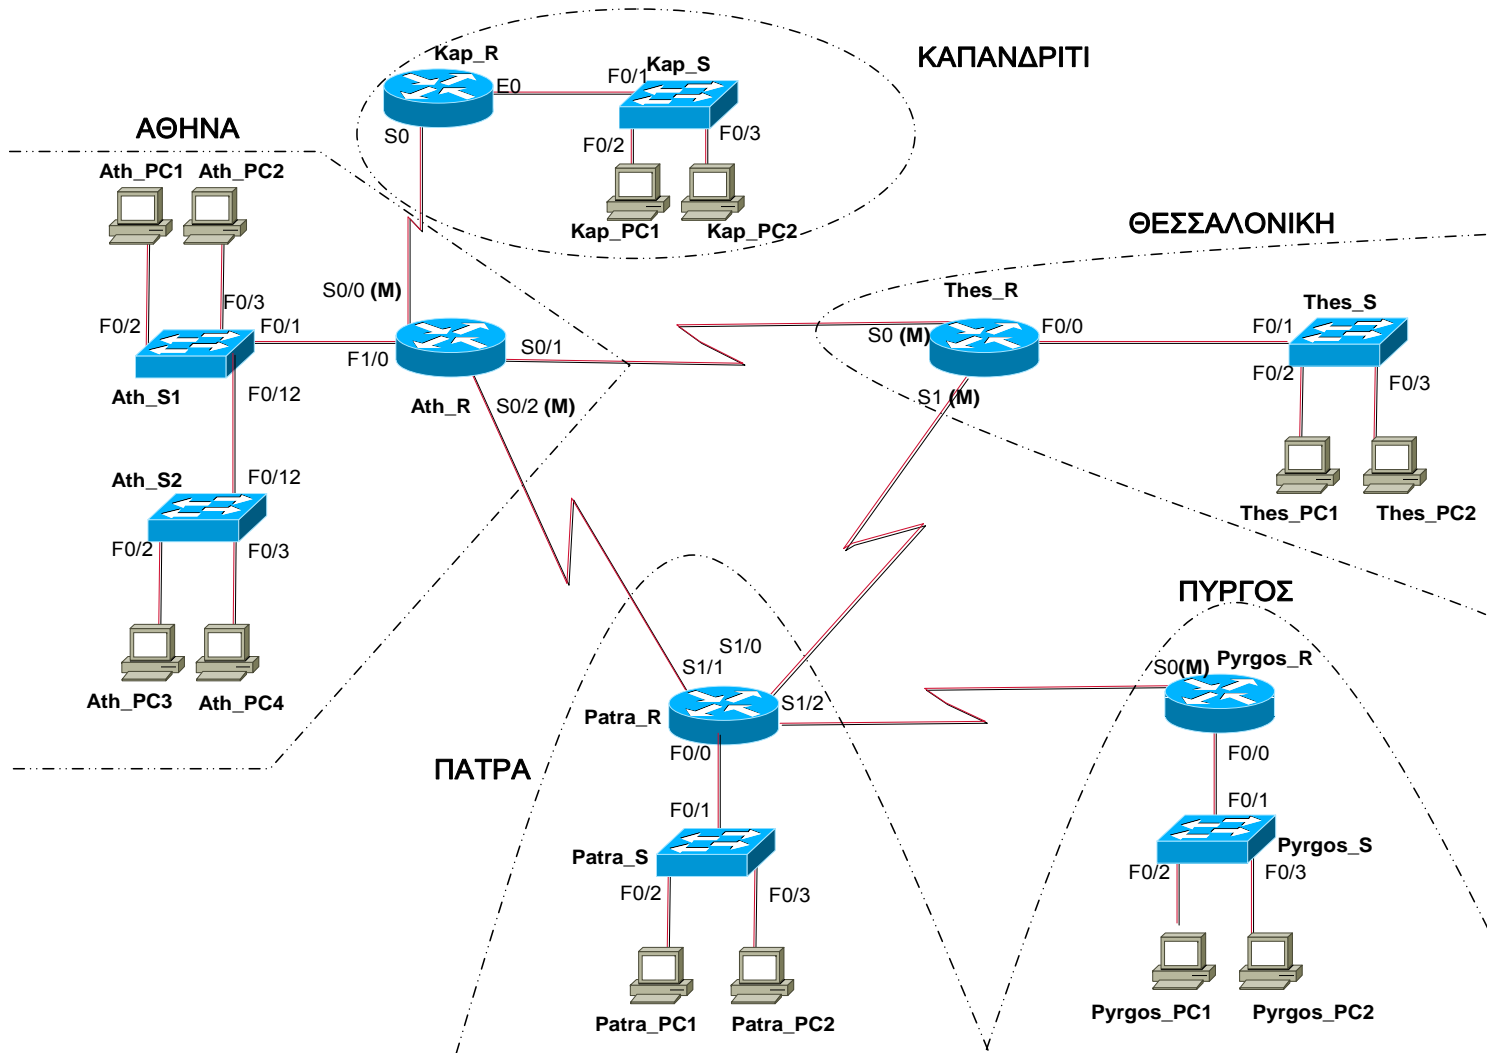 ΚΑΠΑΝΔΡΙΤΙ
Kap_R
E0
S0
F0/1
Kap_S
F0/2
F0/3
Kap_PC1
Kap_PC2
ΑΘΗΝΑ
Ath_PC1
Ath_PC2
F0/2
F0/3
F0/1
Ath_S1
F0/12
F1/0
S0/0 (M)
S0/1
Ath_R
S0/2 (M)
Ath_S2
F0/12
F0/2
F0/3
Ath_PC3
Ath_PC4
ΘΕΣΣΑΛΟΝΙΚΗ
Thes_R
S0 (M)
F0/0
S1 (M)
Thes_S
F0/1
F0/2
F0/3
Thes_PC1
Thes_PC2
ΠΑΤΡΑ
S1/0
S1/1
S1/2
Patra_R
F0/0
F0/1
Patra_S
F0/2
F0/3
Patra_PC1
Patra_PC2
ΠΥΡΓΟΣ
S0(M)
Pyrgos_R
F0/0
F0/1
Pyrgos_S
F0/2
F0/3
Pyrgos_PC1
Pyrgos_PC2